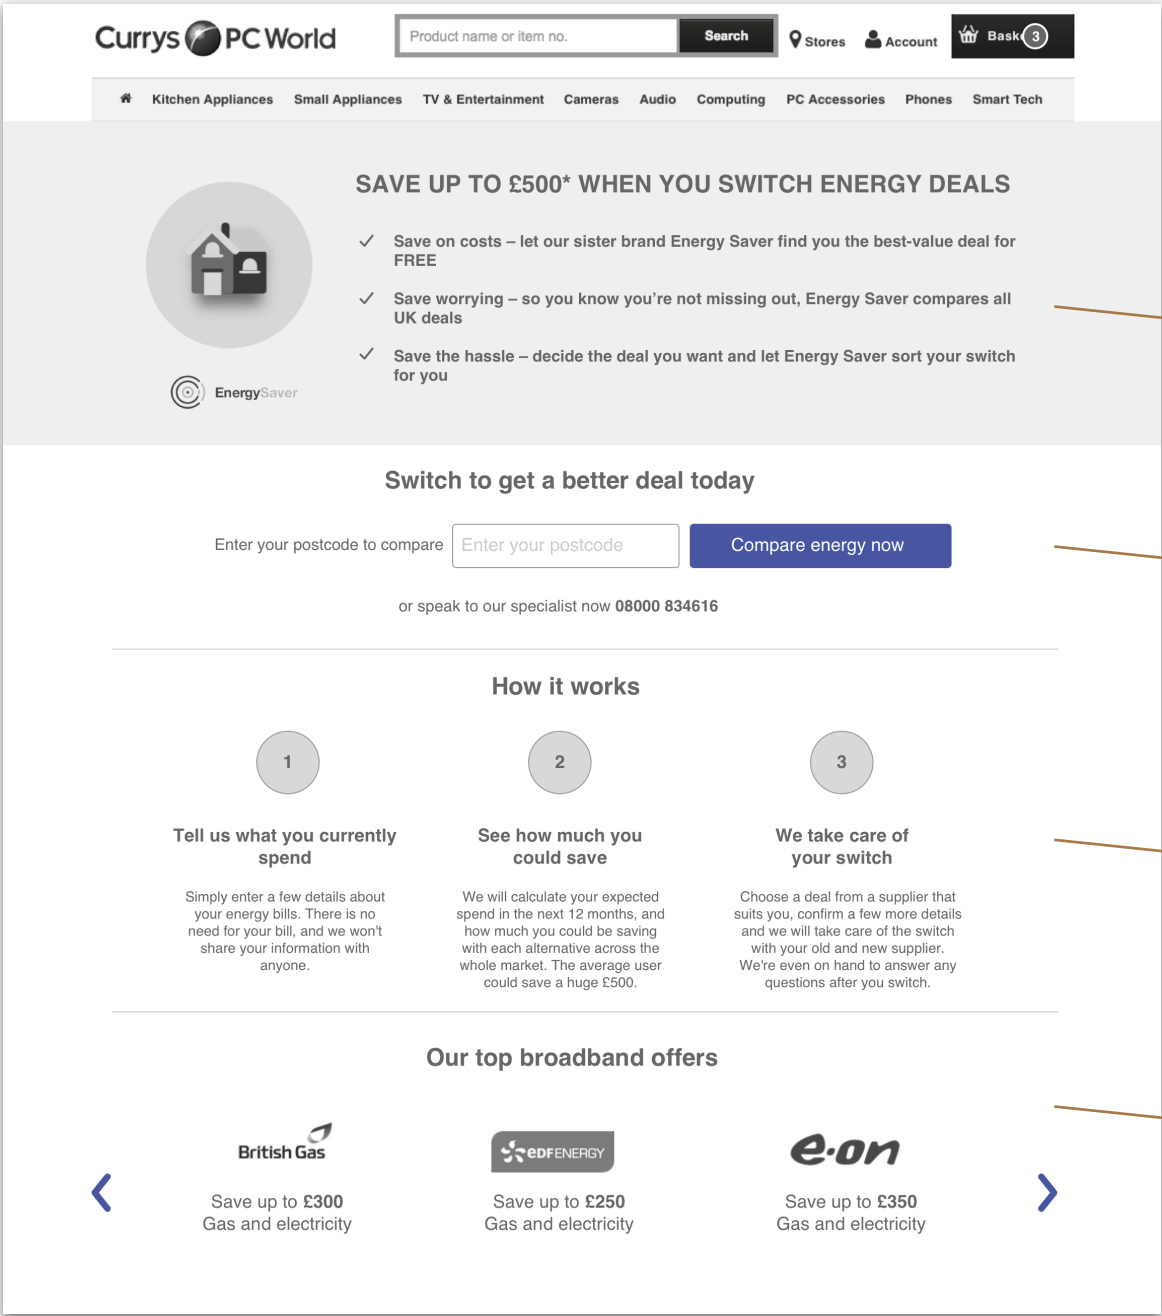 Currys PC World
Product name or item no.
Search
Stores
Account
Bask
3
Kitchen Appliances Small Appliances TV & Entertainment Cameras Audio Computing PC Accessories Phones Smart Tech
SAVE UP TO £500* WHEN YOU SWITCH ENERGY DEALS
Save on costs – let our sister brand Energy Saver find you the best-value deal for
FREE
Save worrying – so you know you’re not missing out, Energy Saver compares all
UK deals
Save the hassle – decide the deal you want and let Energy Saver sort your switch
for you
EnergySaver
Switch to get a better deal today
Enter your postcode to compare
Enter your postcode
Compare energy now
or speak to our specialist now 08000 834616
How it works
1
Tell us what you currently
spend
Simply enter a few details about
your energy bills. There is no
need for your bill, and we won't
share your information with
anyone.
2
See how much you
could save
We will calculate your expected
spend in the next 12 months, and
how much you could be saving
with each alternative across the
whole market. The average user
could save a huge £500.
3
We take care of
your switch
Choose a deal from a supplier that
suits you, confirm a few more details
and we will take care of the switch
with your old and new supplier.
We're even on hand to answer any
questions after you switch.
Our top broadband offers
British Gas
Save up to £300
Gas and electricity
eDF ENERGY
Save up to £250
Gas and electricity
e·on
Save up to £350
Gas and electricity